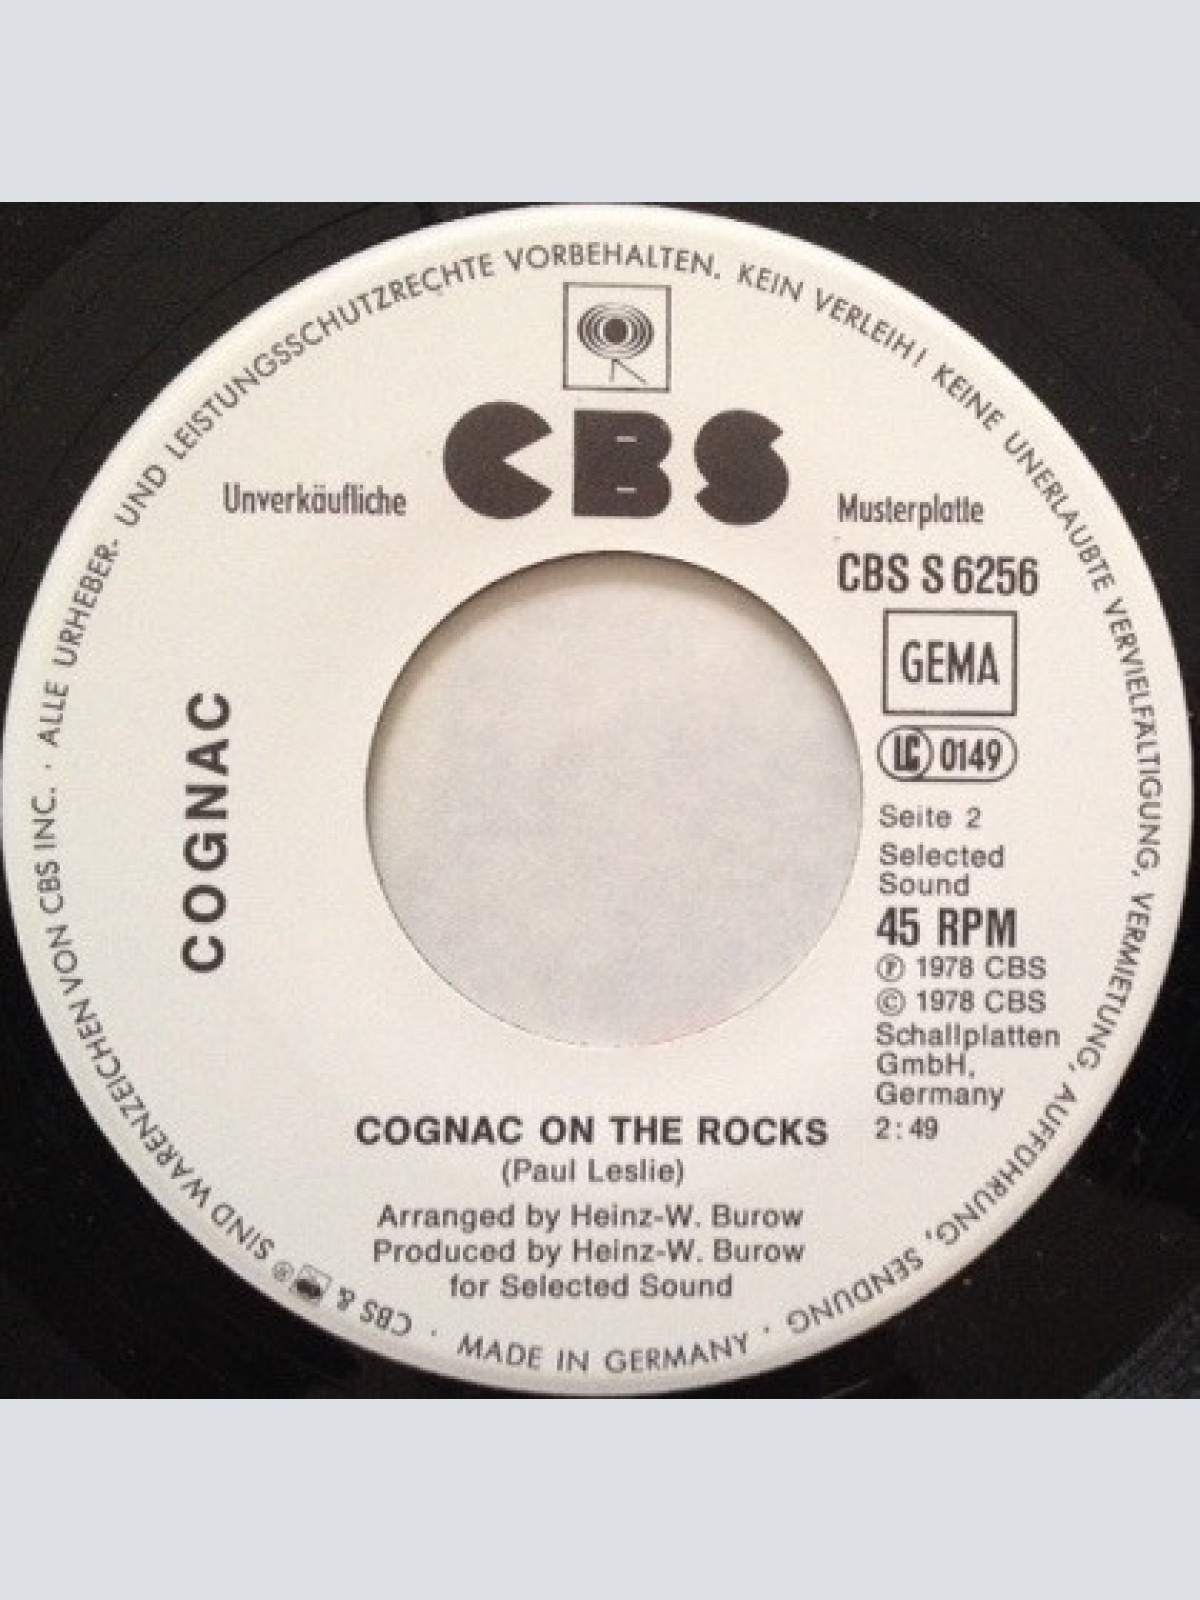 ALLE URHEBER- UND LEISTUNGSSCHUTZRECHTE VORBEHALTEN. KEIN VERLEIH! KEINE UNERLAUBTE VERVIELFÄLTIGUNG, VERMIETUNG, AUFFÜHRUNG, SENDUNG · MADE IN GERMANY · CBS & ® SIND WARENZEICHEN VON CBS INC. ·
CBS
Unverkäufliche
Musterplatte
CBS S 6256
GEMA
LC 0149
Seite 2
Selected
Sound
45 RPM
Ⓟ 1978 CBS
© 1978 CBS
Schallplatten
GmbH,
Germany
2:49
COGNAC
COGNAC ON THE ROCKS
(Paul Leslie)
Arranged by Heinz-W. Burow
Produced by Heinz-W. Burow
for Selected Sound